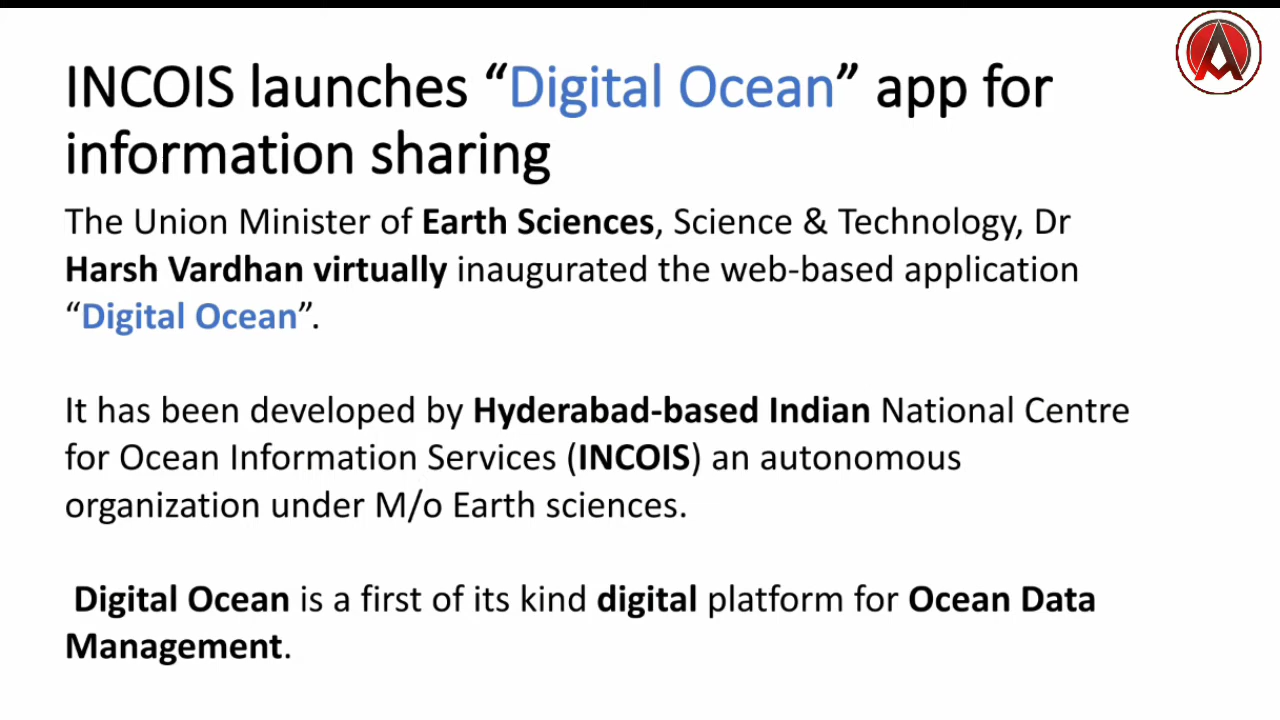 INCOIS launches “Digital Ocean” app for
information sharing
The Union Minister of Earth Sciences, Science & Technology, Dr
Harsh Vardhan virtually inaugurated the web-based application
“Digital Ocean”.
It has been developed by Hyderabad-based Indian National Centre
for Ocean Information Services (INCOIS) an autonomous
organization under M/o Earth sciences.
Digital Ocean is a first of its kind digital platform for Ocean Data
Management.